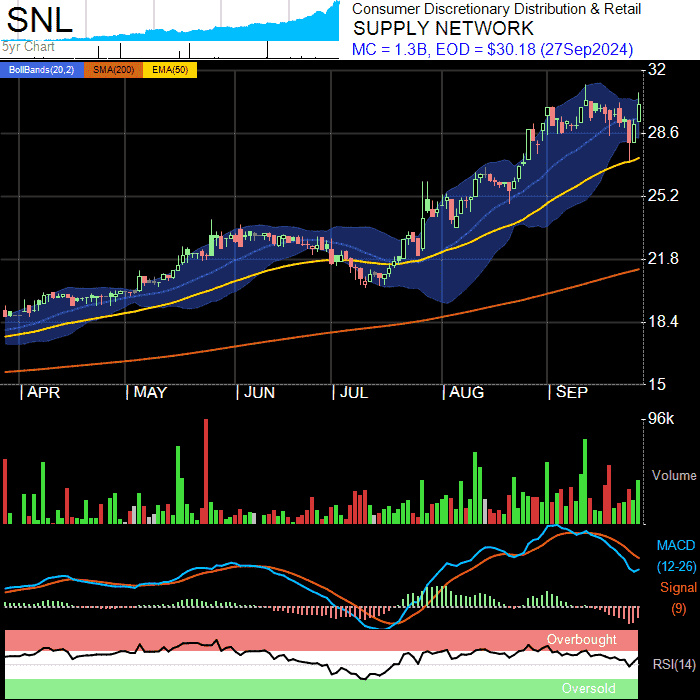 SNL
5yr Chart
Consumer Discretionary Distribution & Retail
SUPPLY NETWORK
MC = 1.3B, EOD = $30.18 (27Sep2024)
BollBands(20,2) SMA(200) EMA(50)
32
28.6
25.2
21.8
18.4
15
APR MAY JUN JUL AUG SEP
96k
Volume
MACD
(12-26)
Signal
(9)
Overbought
RSI(14)
Oversold